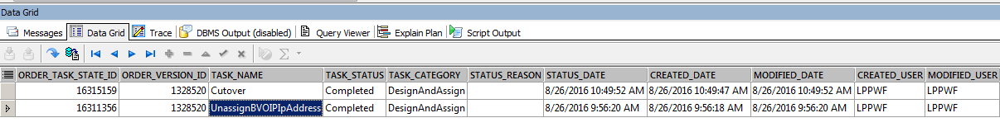 Data Grid
Messages Data Grid Trace DBMS Output (disabled) Query Viewer Explain Plan Script Output
ORDER_TASK_STATE_ID ORDER_VERSION_ID TASK_NAME TASK_STATUS TASK_CATEGORY STATUS_REASON STATUS_DATE CREATED_DATE MODIFIED_DATE CREATED_USER MODIFIED_USER
16315159 1328520 Cutover Completed DesignAndAssign 8/26/2016 10:49:52 AM 8/26/2016 10:49:47 AM 8/26/2016 10:49:52 AM LPPWF LPPWF
16311356 1328520 UnassignBVOIPIpAddress Completed DesignAndAssign 8/26/2016 9:56:20 AM 8/26/2016 9:56:18 AM 8/26/2016 9:56:20 AM LPPWF LPPWF